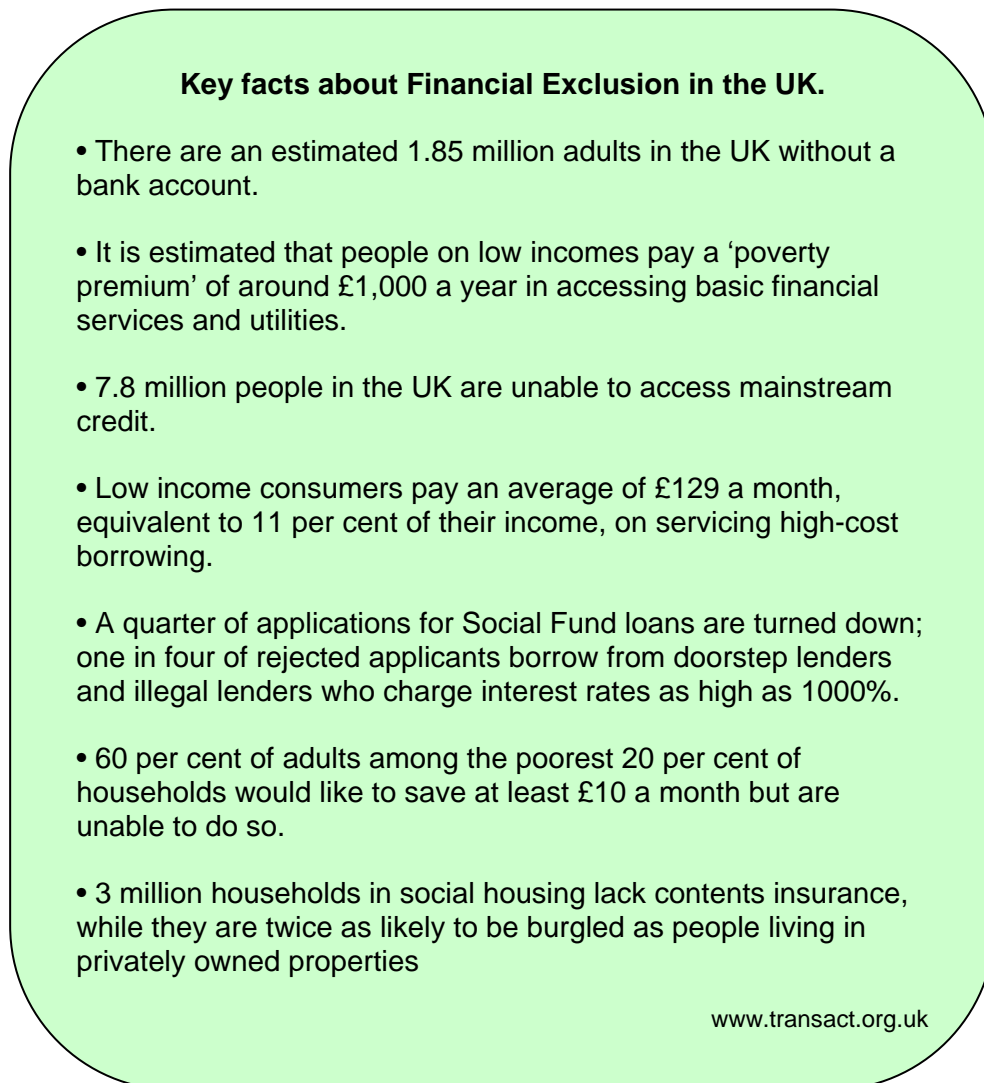 Key facts about Financial Exclusion in the UK.
• There are an estimated 1.85 million adults in the UK without a
bank account.
• It is estimated that people on low incomes pay a ‘poverty
premium’ of around £1,000 a year in accessing basic financial
services and utilities.
• 7.8 million people in the UK are unable to access mainstream
credit.
• Low income consumers pay an average of £129 a month,
equivalent to 11 per cent of their income, on servicing high-cost
borrowing.
• A quarter of applications for Social Fund loans are turned down;
one in four of rejected applicants borrow from doorstep lenders
and illegal lenders who charge interest rates as high as 1000%.
• 60 per cent of adults among the poorest 20 per cent of
households would like to save at least £10 a month but are
unable to do so.
• 3 million households in social housing lack contents insurance,
while they are twice as likely to be burgled as people living in
privately owned properties
www.transact.org.uk